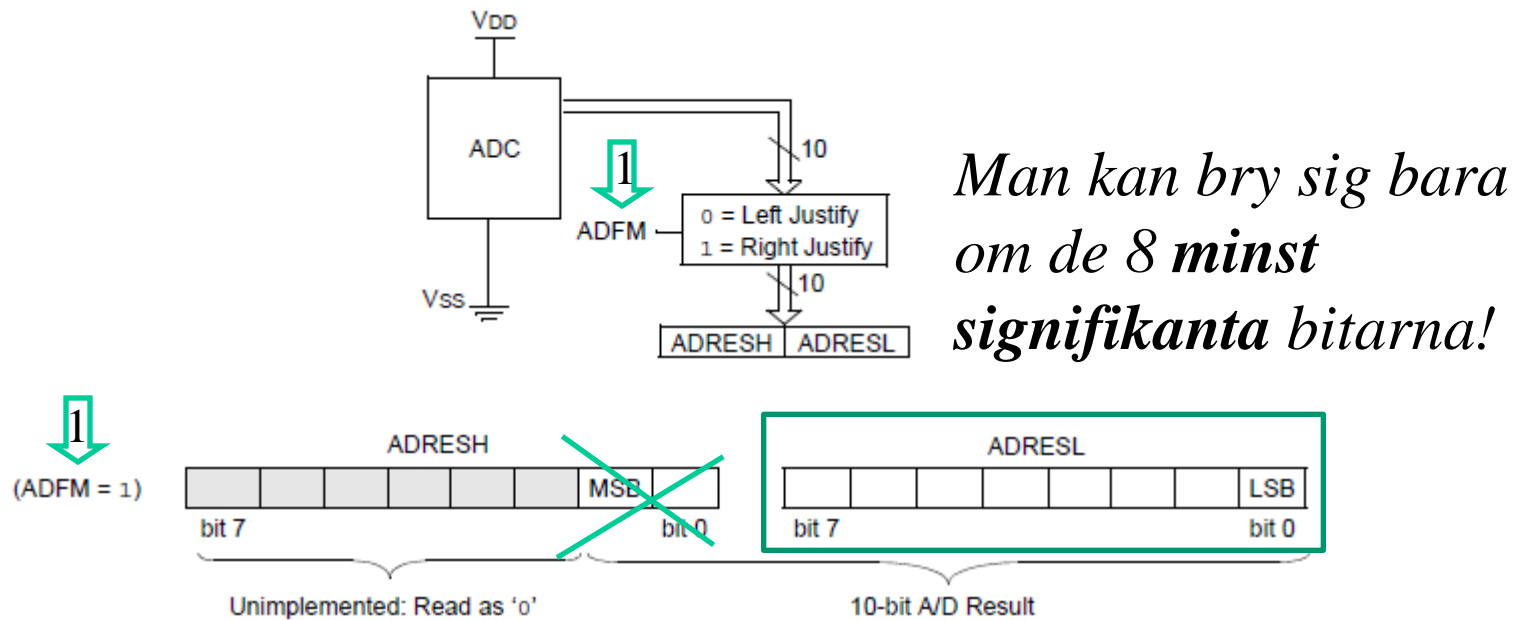 VDD
ADC
10
1
ADFM
0 = Left Justify
1 = Right Justify
10
VSS
ADRESH ADRESL
Man kan bry sig bara
om de 8 minst
signifikanta bitarna!
1
ADRESH
ADRESL
(ADFM = 1)
MSB
LSB
bit 7
bit 0
bit 7
bit 0
Unimplemented: Read as ‘0’
10-bit A/D Result